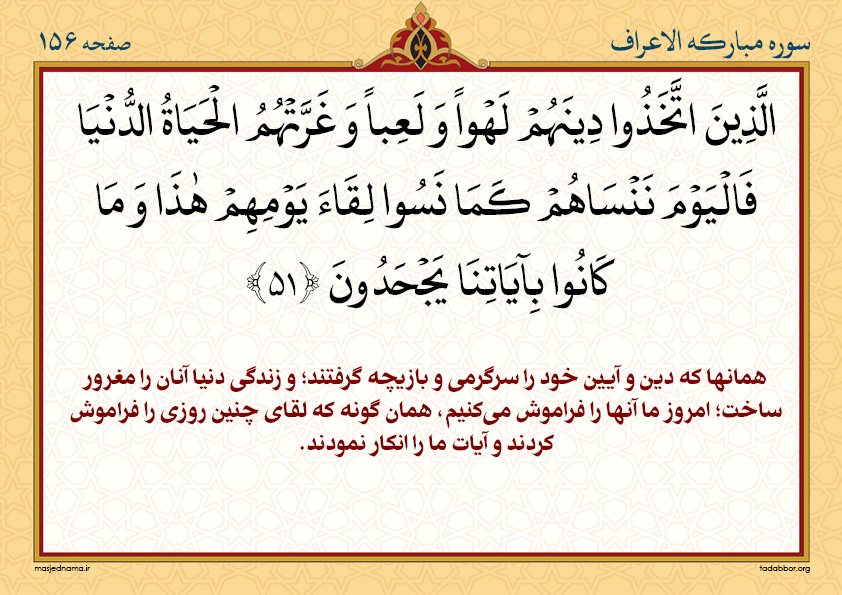 سوره مبارکه الاعراف
صفحه ۱۵۶
الَّذِينَ اتَّخَذُوا دِينَهُمْ لَهْواً وَ لَعِباً وَ غَرَّتْهُمُ الْحَيَاةُ الدُّنْيَا
فَالْيَوْمَ نَنْسَاهُمْ كَمَا نَسُوا لِقَاءَ يَوْمِهِمْ هٰذَا وَ مَا
كَانُوا بِآيَاتِنَا يَجْحَدُونَ ﴿۵۱﴾
همانها که دین و آیین خود را سرگرمی و بازیچه گرفتند؛ و زندگی دنیا آنان را مغرور
ساخت؛ امروز ما آنها را فراموش می‌کنیم، همان گونه که لقای چنین روزی را فراموش
کردند و آیات ما را انکار نمودند.
masjednama.ir
tadabbor.org